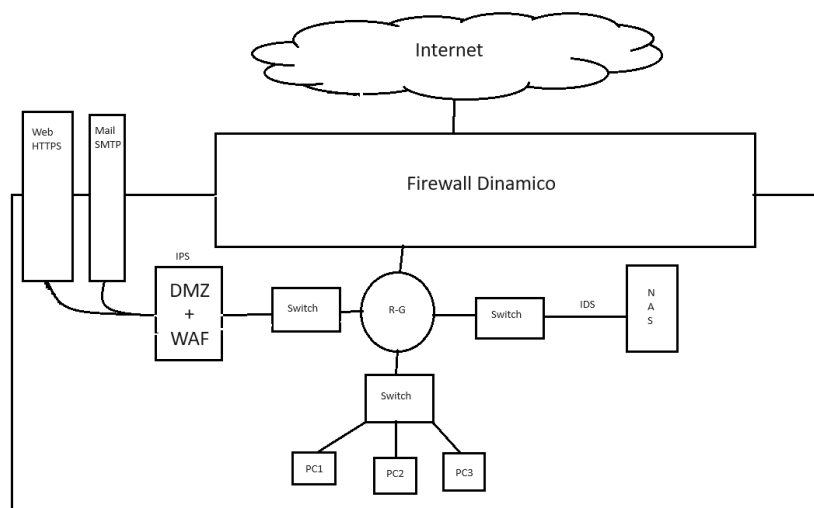 Internet
Web
HTTPS
Mail
SMTP
Firewall Dinamico
IPS
DMZ
+
WAF
Switch
R-G
Switch
IDS
N
A
S
Switch
PC1
PC2
PC3